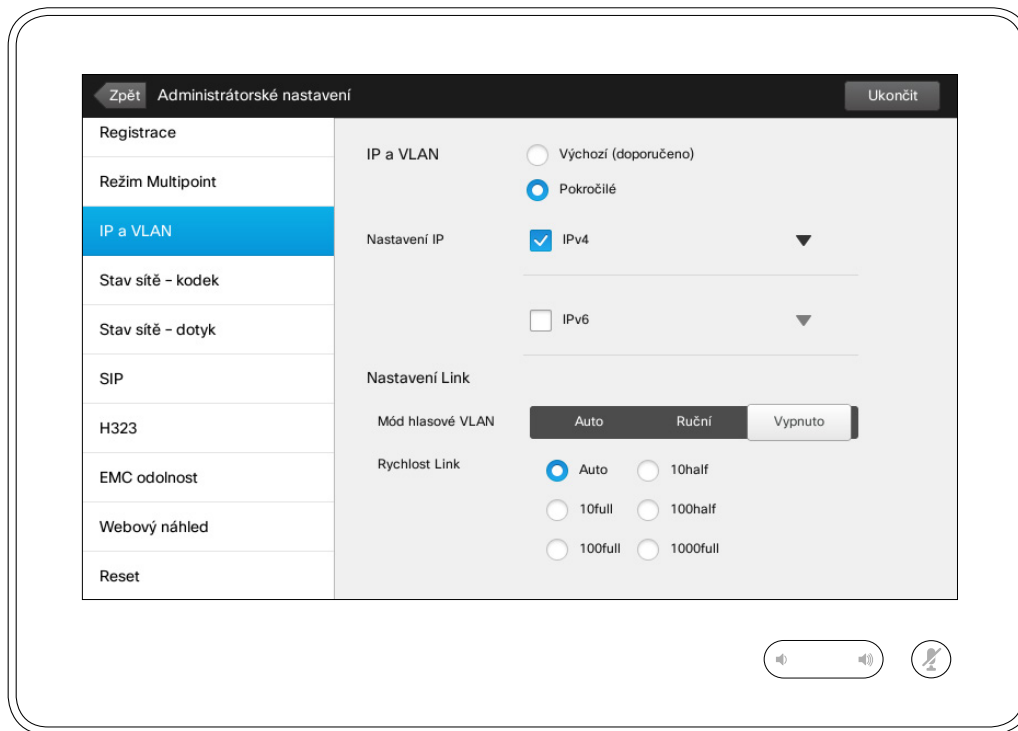 Zpět Administrátorské nastavení Ukončit
Registrace
Režim Multipoint
IP a VLAN
Stav sítě – kodek
Stav sítě – dotyk
SIP
H323
EMC odolnost
Webový náhled
Reset
IP a VLAN
Výchozí (doporučeno)
Pokročilé
Nastavení IP
IPv4
IPv6
Nastavení Link
Mód hlasové VLAN
Auto Ruční Vypnuto
Rychlost Link
Auto 10half
10full 100half
100full 1000full